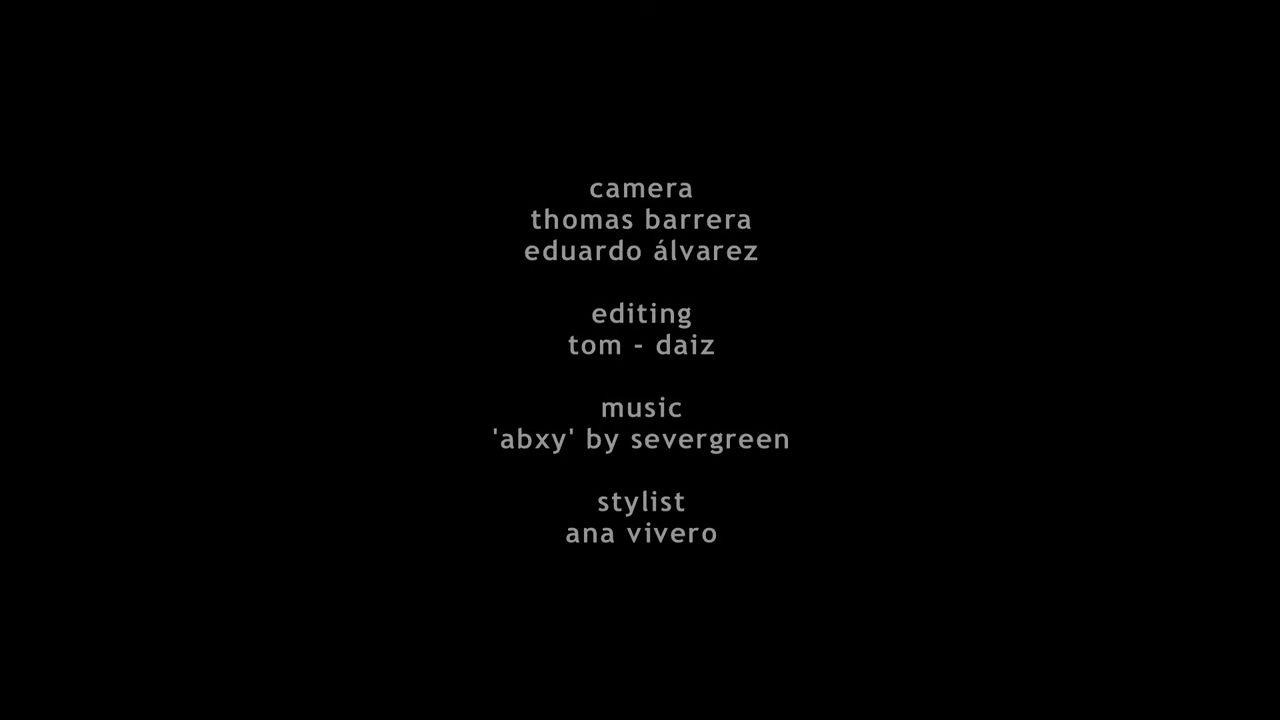 camera
thomas barrera
eduardo álvarez
editing
tom - daiz
music
'abxy' by severgreen
stylist
ana vivero